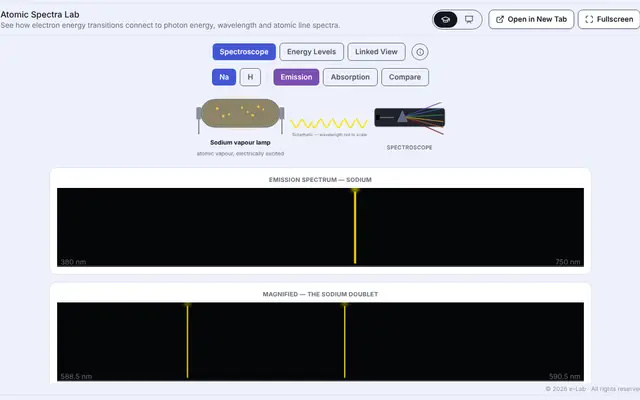 Atomic Spectra Lab
See how electron energy transitions connect to photon energy, wavelength and atomic line spectra.
Open in New Tab
Fullscreen
Spectroscope
Energy Levels
Linked View
Na
H
Emission
Absorption
Compare
Schematic — wavelength not to scale
Sodium vapour lamp
atomic vapour, electrically excited
SPECTROSCOPE
EMISSION SPECTRUM — SODIUM
380 nm
750 nm
MAGNIFIED — THE SODIUM DOUBLET
588.5 nm
590.5 nm
© 2026 e-Lab · All rights reserve